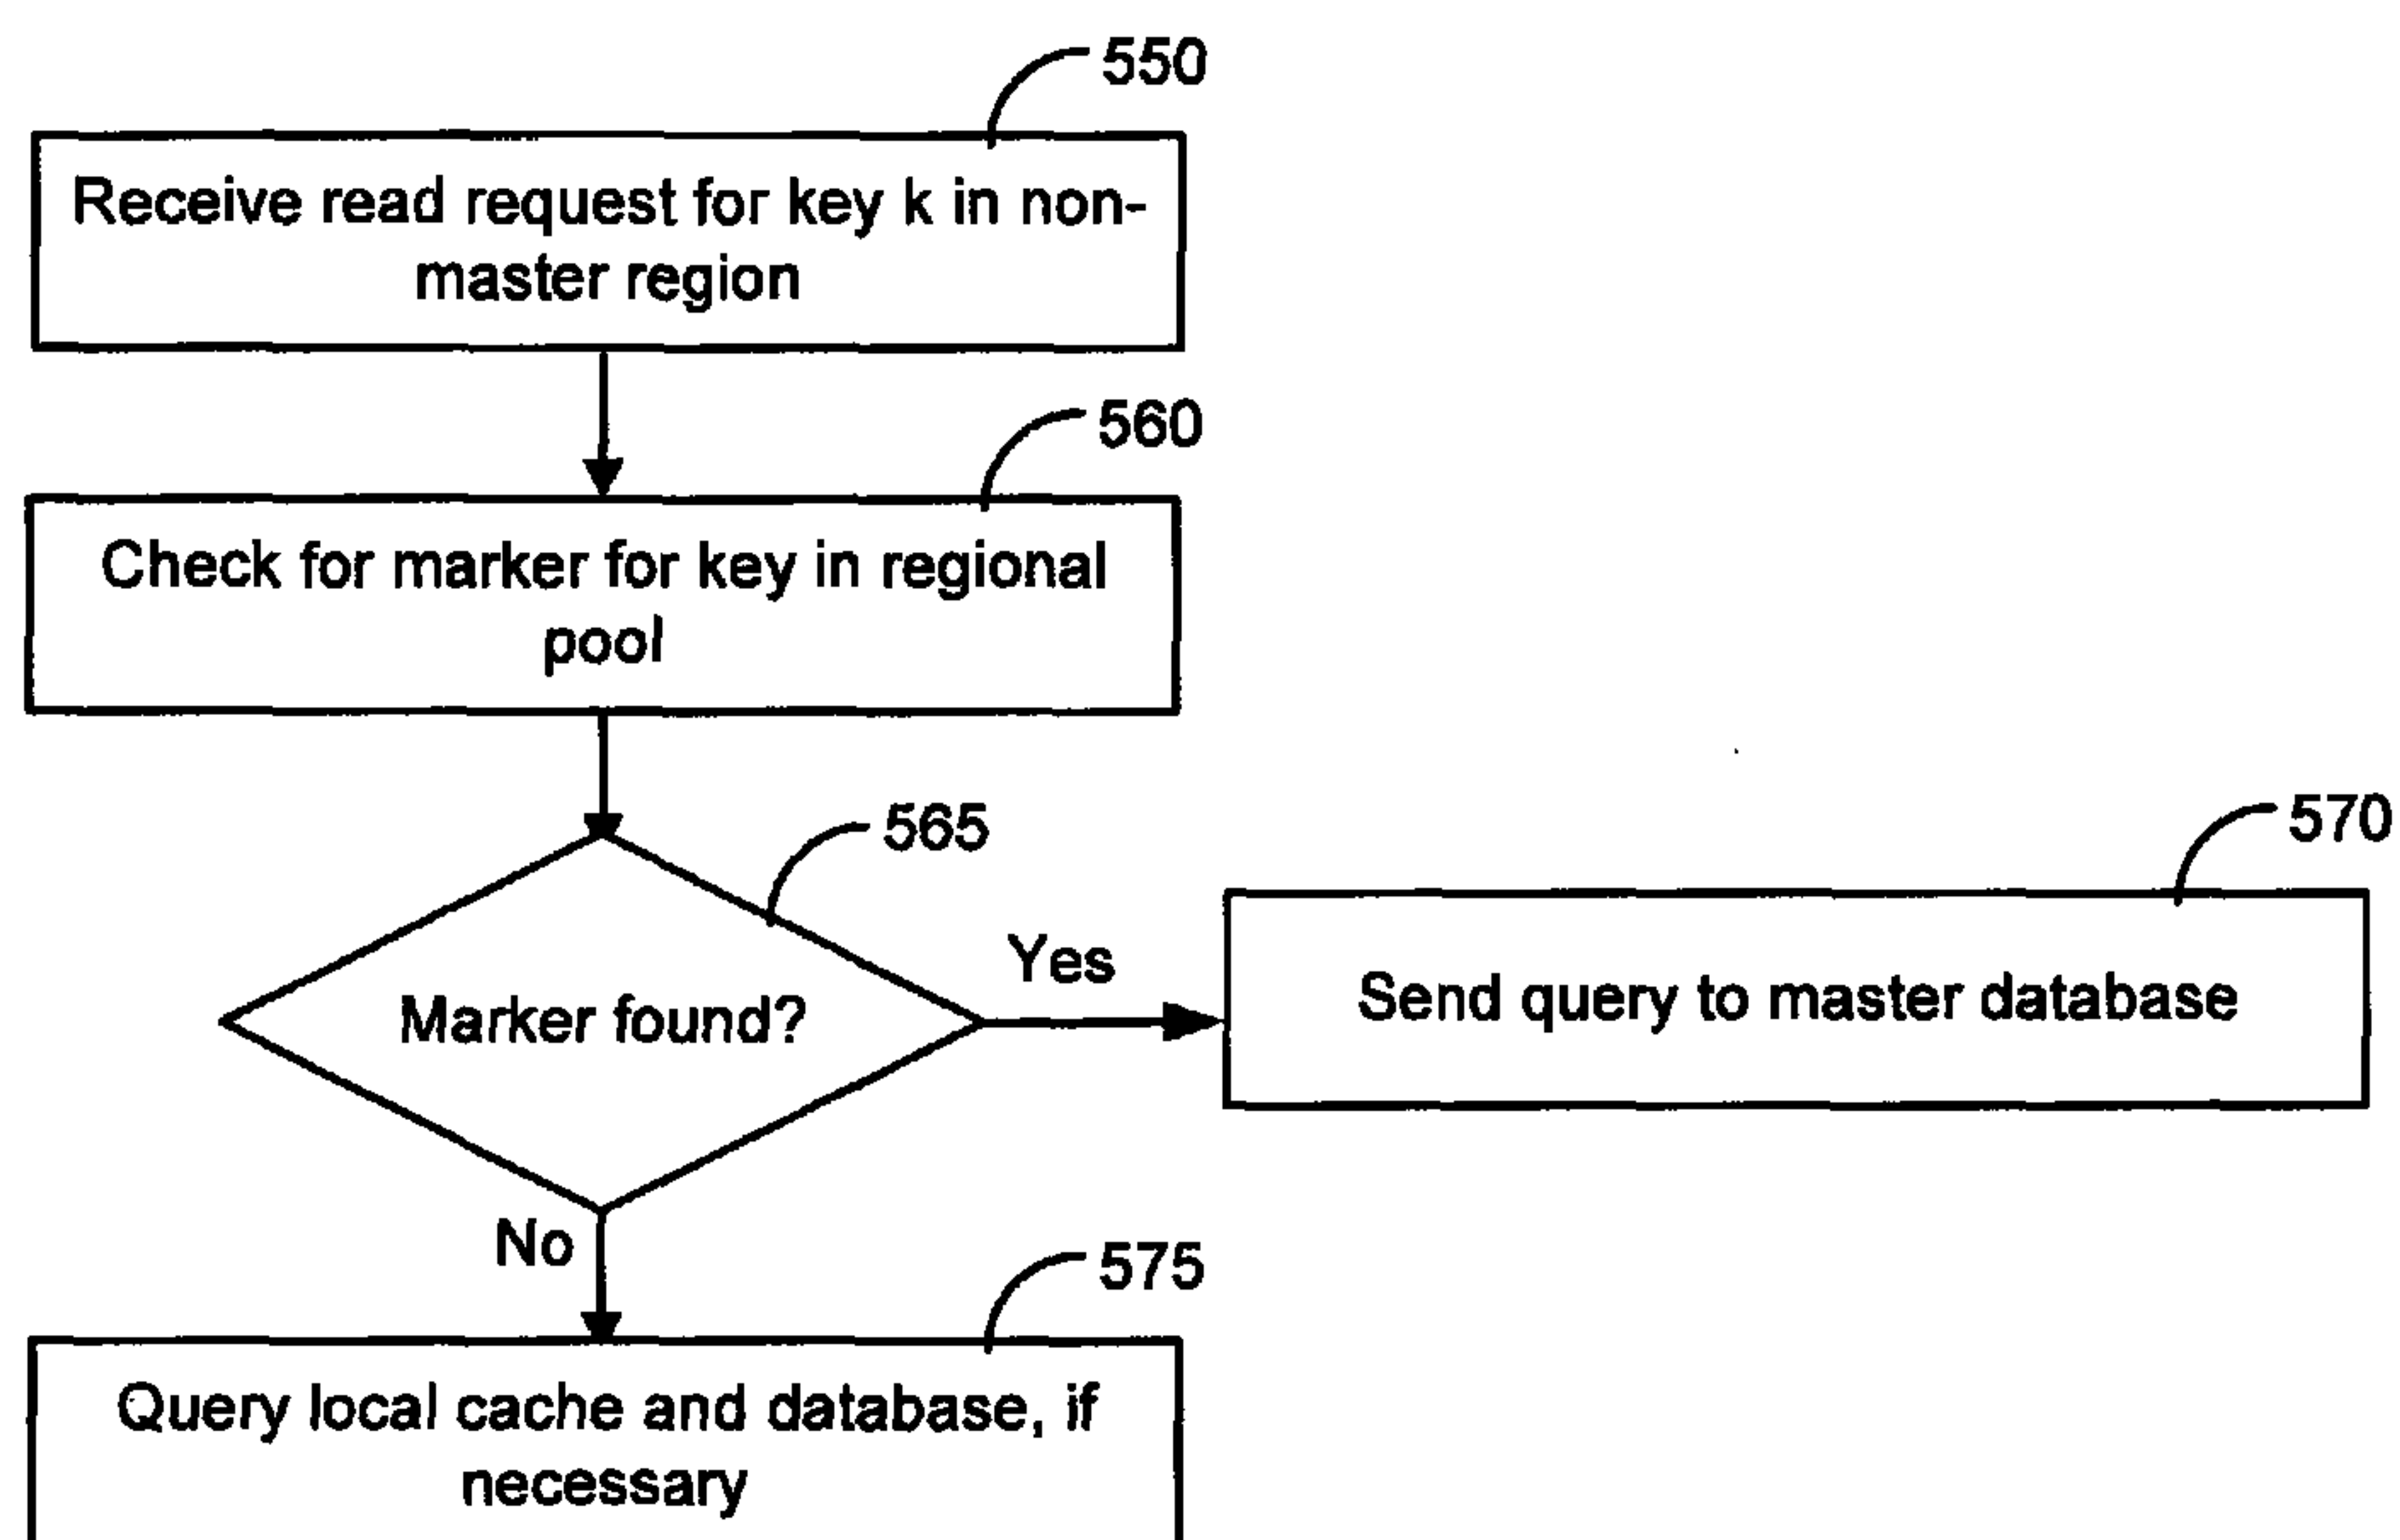 550
Receive read request for key k in non-
master region
560
Check for marker for key in regional
pool
565
570
Yes
Marker found?
Send query to master database
No
575
Query local cache and database, if
necessary